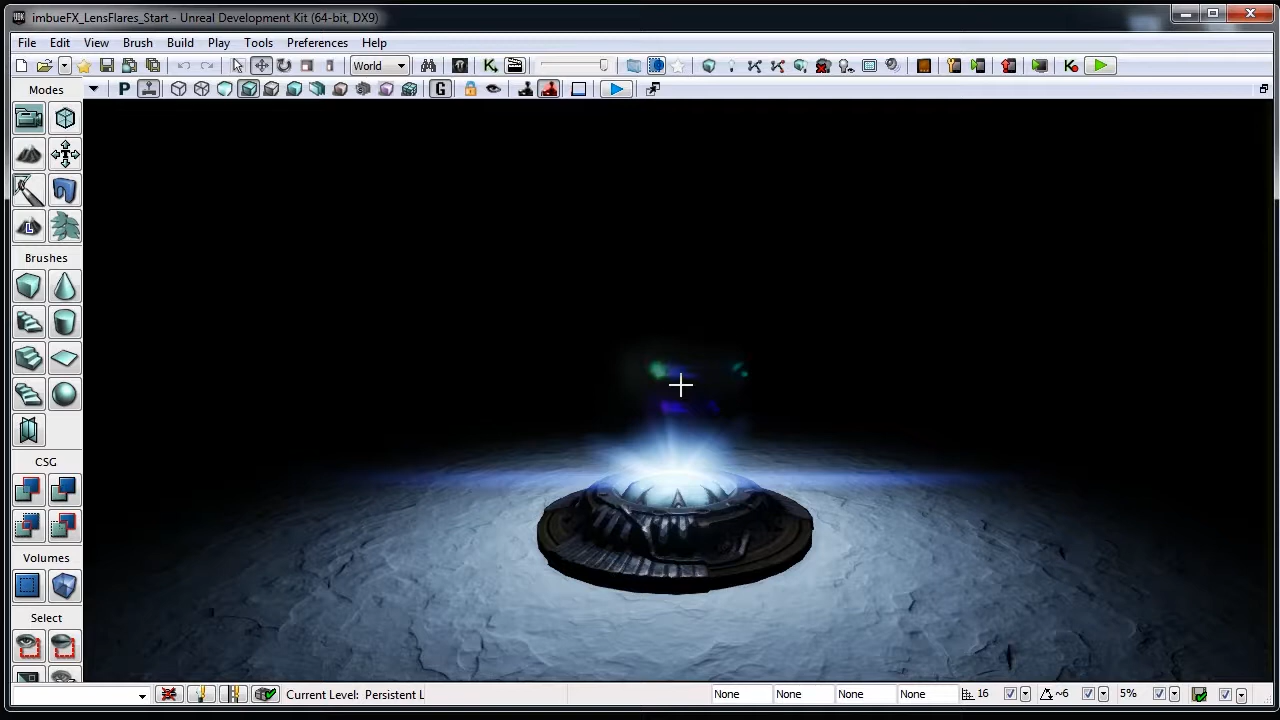 imbueFX_LensFlares_Start - Unreal Development Kit (64-bit, DX9)
File Edit View Brush Build Play Tools Preferences Help
World
Modes
P G
L
Brushes
CSG
Volumes
Select
Current Level: Persistent L
None None None None 16 ~6 5%